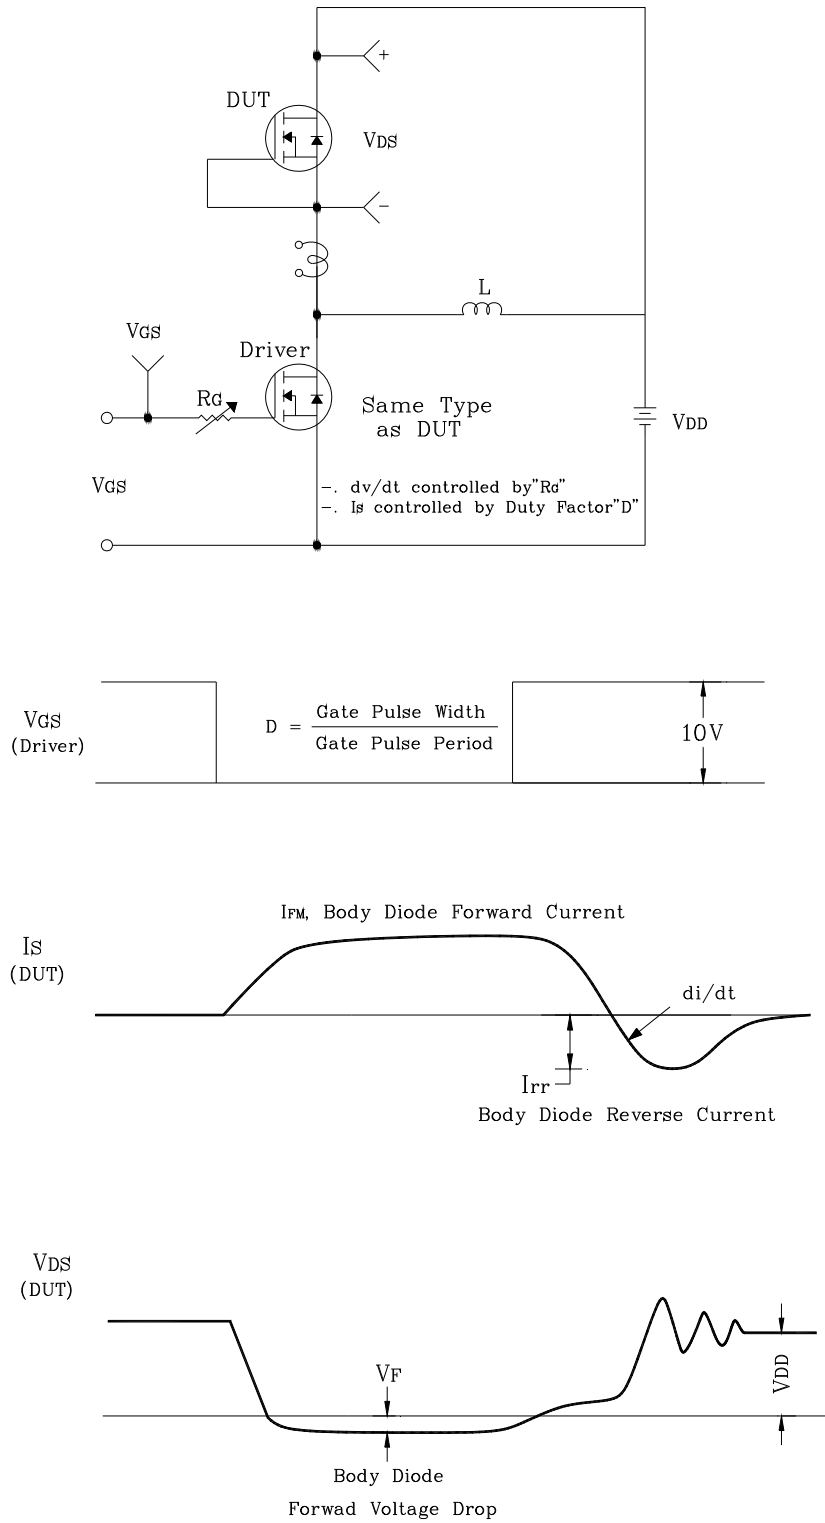 +
DUT
VDS
−
L
VGS
Driver
RG
Same Type
as DUT
VDD
VGS
−. dv/dt controlled by"RG"
−. Is controlled by Duty Factor"D"
VGS
(Driver)
D = Gate Pulse Width
Gate Pulse Period
10V
IFM, Body Diode Forward Current
IS
(DUT)
di/dt
Irr
Body Diode Reverse Current
VDS
(DUT)
VF
VDD
Body Diode
Forwad Voltage Drop